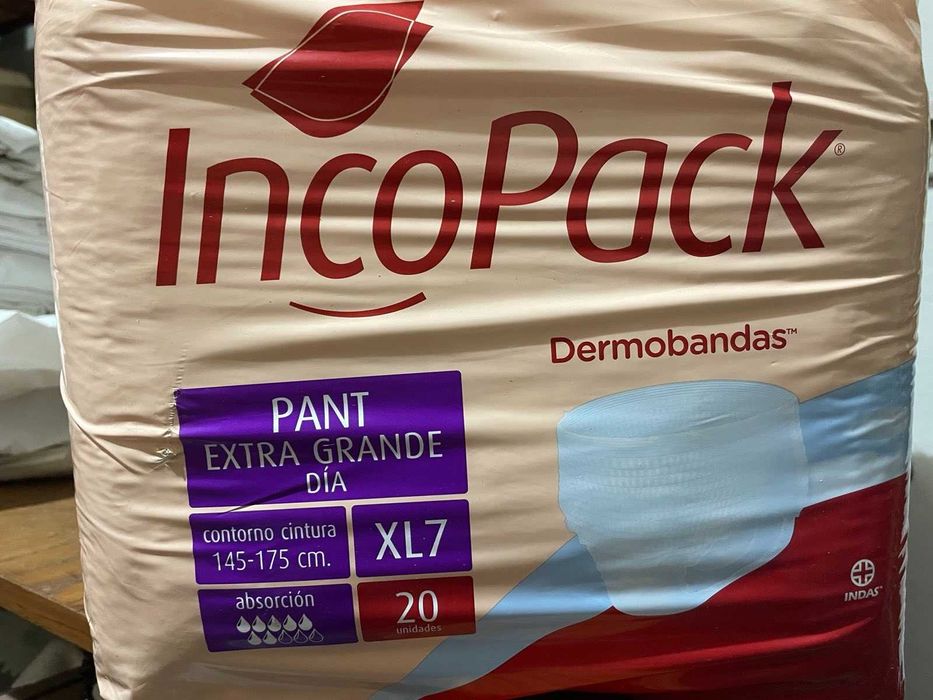 IncoPack®
Dermobandas™
PANT
EXTRA GRANDE
DÍA
contorno cintura
145-175 cm.
XL7
absorción
20
unidades
INDAS